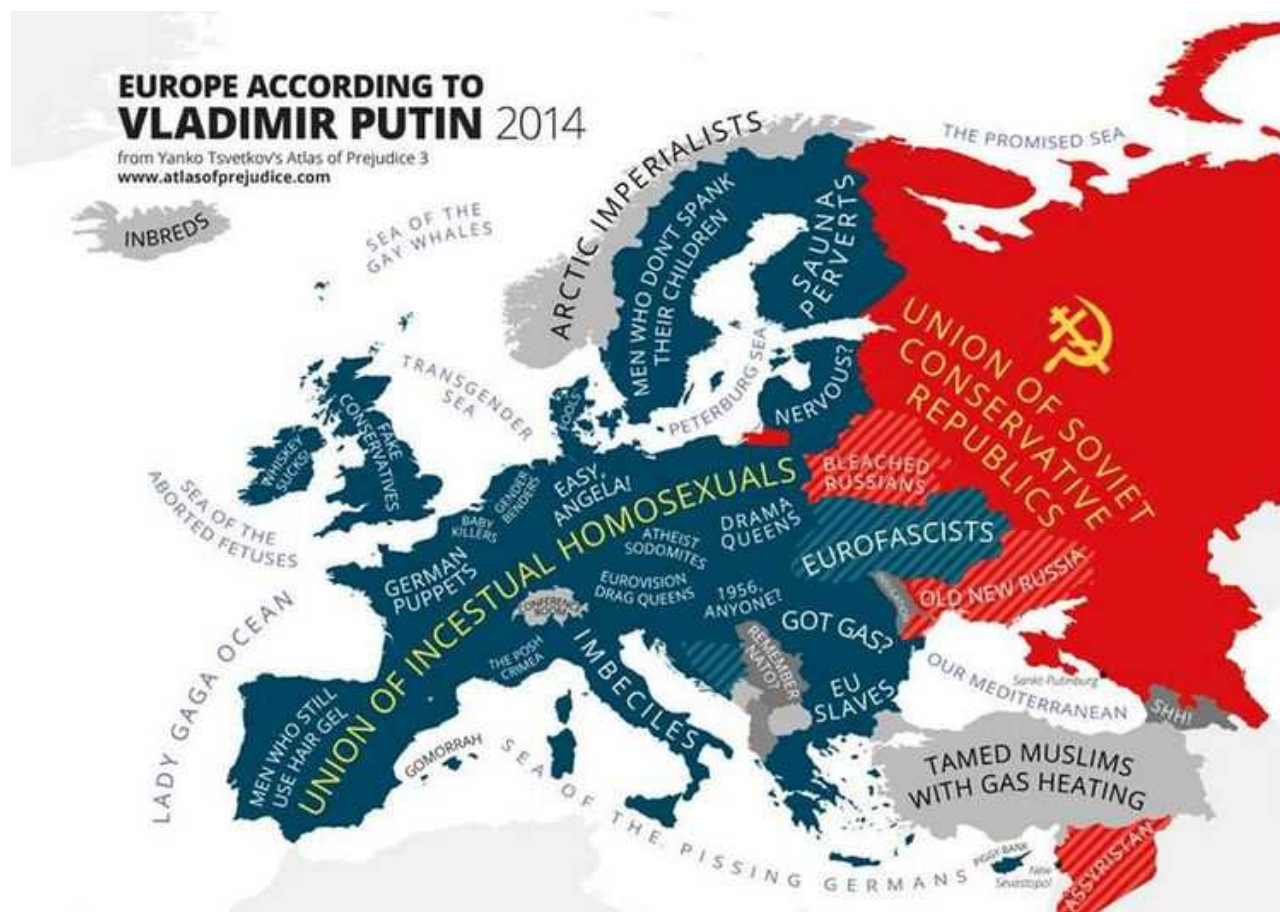 EUROPE ACCORDING TO
VLADIMIR PUTIN 2014
from Yanko Tsvetkov's Atlas of Prejudice 3
www.atlasofprejudice.com
THE PROMISED SEA
ARCTIC IMPERIALISTS
INBREDS
SEA OF THE
GAY WHALES
MEN WHO DON'T SPANK
THEIR CHILDREN
SAUNA
PERVERTS
UNION OF SOVIET
CONSERVATIVE
REPUBLICS
TRANSGENDER
SEA
PETERBURG SEA
NERVOUS?
FOOLS
FAKE
CONSERVATIVES
WHISKEY
SUCKS!
SEA OF THE
ABORTED FETUSES
GENDER
BENDERS
BABY
KILLERS
EASY,
ANGELA!
UNION OF INCESTUAL HOMOSEXUALS
BLEACHED
RUSSIANS
DRAMA
QUEENS
ATHEIST
SODOMITES
EUROFASCISTS
GERMAN
PUPPETS
EUROVISION
DRAG QUEENS
1956,
ANYONE?
GOT GAS?
OLD NEW RUSSIA
LADY GAGA OCEAN
IMBECILES
THE POSH
CRIMEA
REMEMBER
NATO?
EU
SLAVES
OUR MEDITERRANEAN
Sankt-Putinburg
SHH!
MEN WHO STILL
USE HAIR GEL
GOMORRAH
SEA OF THE PISSING GERMANS
TAMED MUSLIMS
WITH GAS HEATING
PIGGY BANK
New
Sevastopol
ASSYRISTAN